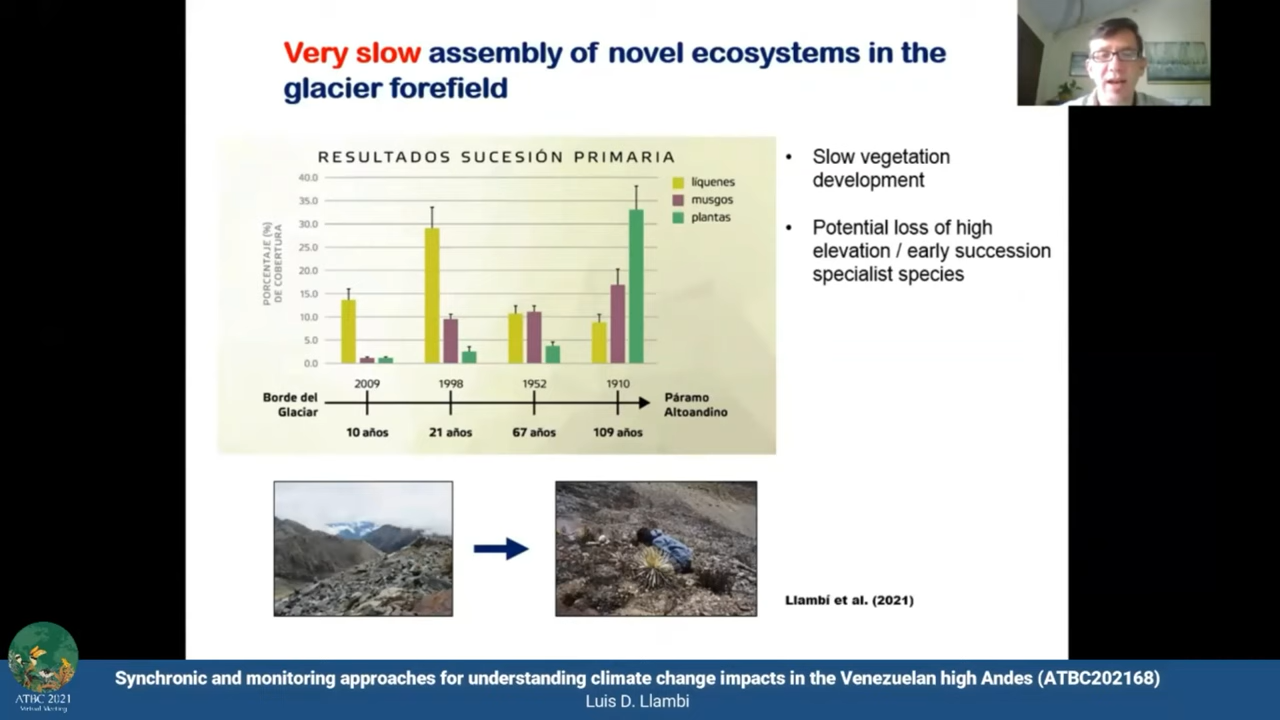 Very slow assembly of novel ecosystems in the
glacier forefield
RESULTADOS SUCESIÓN PRIMARIA
PORCENTAJE (%)
DE COBERTURA
40.0
35.0
30.0
25.0
20.0
15.0
10.0
5.0
0.0
líquenes
musgos
plantas
2009 1998 1952 1910
Borde del
Glaciar
Páramo
Altoandino
10 años 21 años 67 años 109 años
• Slow vegetation
development
• Potential loss of high
elevation / early succession
specialist species
Llambí et al. (2021)
ATBC 2021
Virtual Meeting
Synchronic and monitoring approaches for understanding climate change impacts in the Venezuelan high Andes (ATBC202168)
Luis D. Llambi